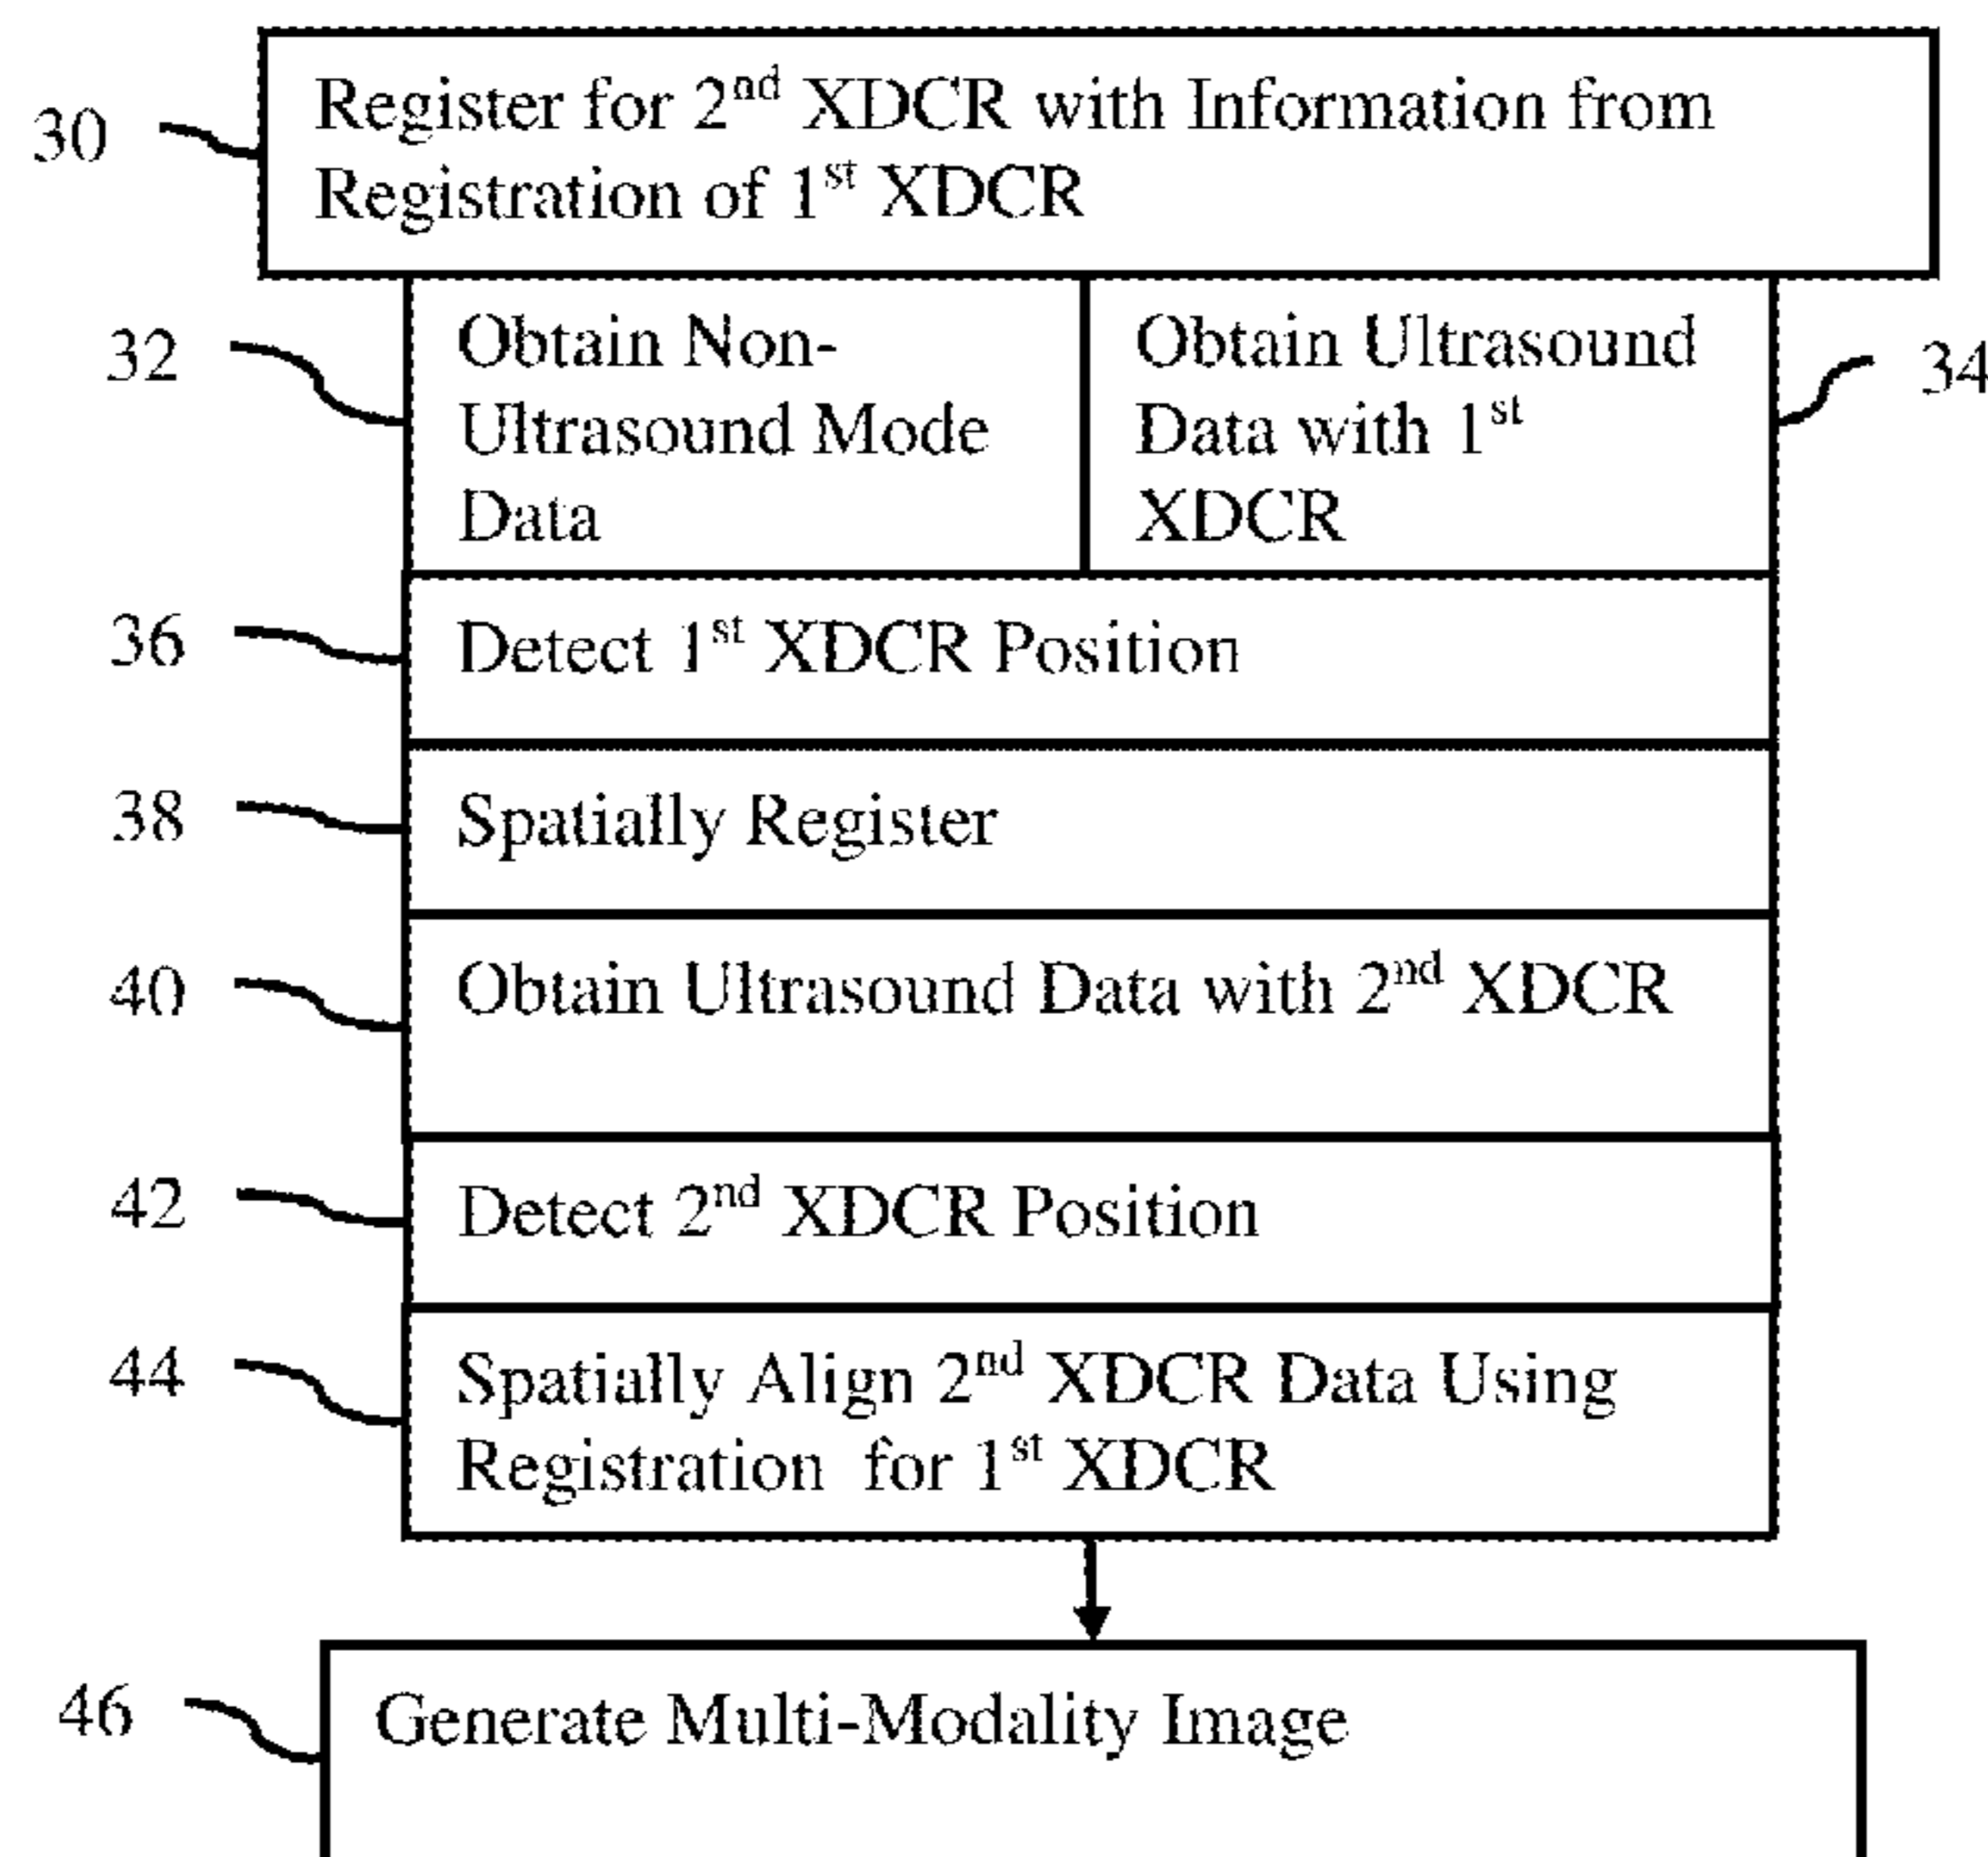 30
Register for 2nd XDCR with Information from
Registration of 1st XDCR
32
Obtain Non-
Ultrasound Mode
Data
Obtain Ultrasound
Data with 1st
XDCR
34
36
Detect 1st XDCR Position
38
Spatially Register
40
Obtain Ultrasound Data with 2nd XDCR
42
Detect 2nd XDCR Position
44
Spatially Align 2nd XDCR Data Using
Registration for 1st XDCR
46
Generate Multi-Modality Image